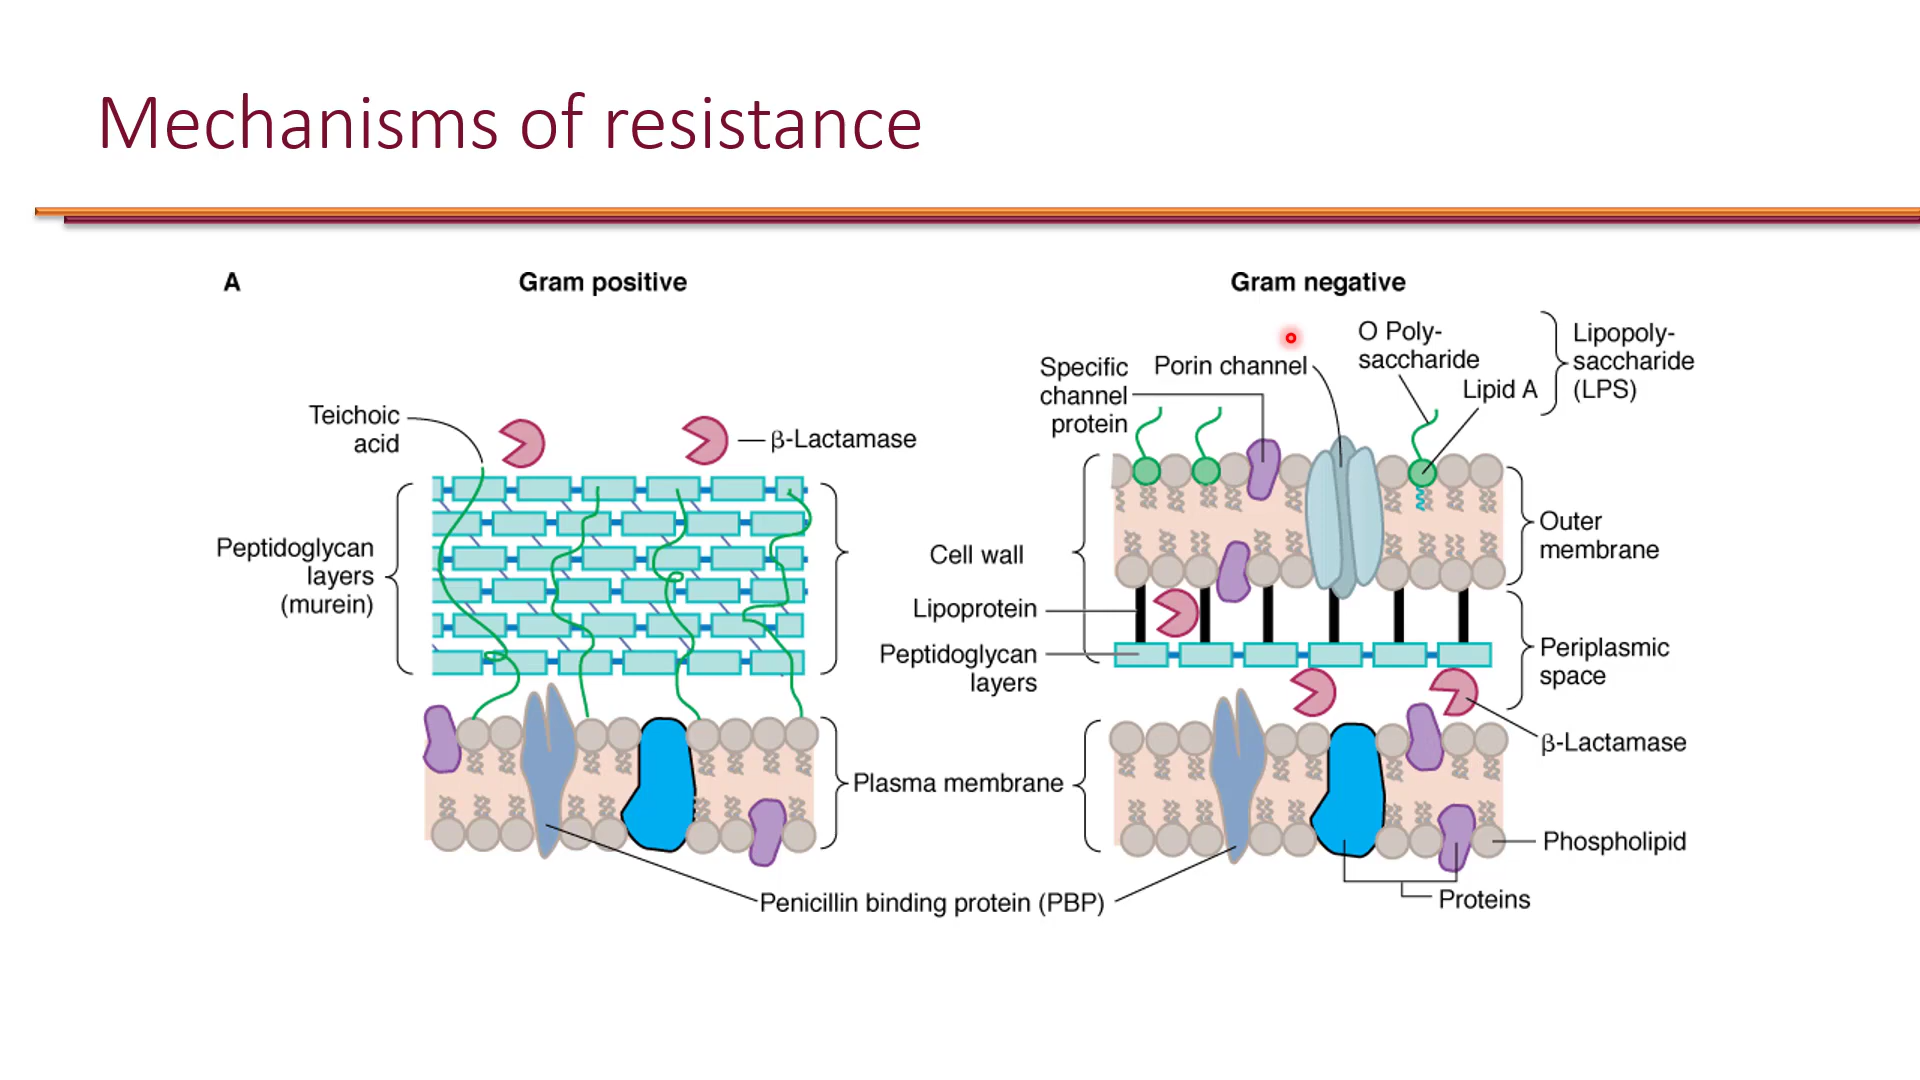 Mechanisms of resistance
A
Gram positive
Gram negative
Teichoic
acid
β-Lactamase
Peptidoglycan
layers
(murein)
Specific
channel
protein
Porin channel
O Poly-
saccharide
Lipid A
Lipopoly-
saccharide
(LPS)
Cell wall
Lipoprotein
Peptidoglycan
layers
Outer
membrane
Periplasmic
space
β-Lactamase
Plasma membrane
Phospholipid
Penicillin binding protein (PBP)
Proteins